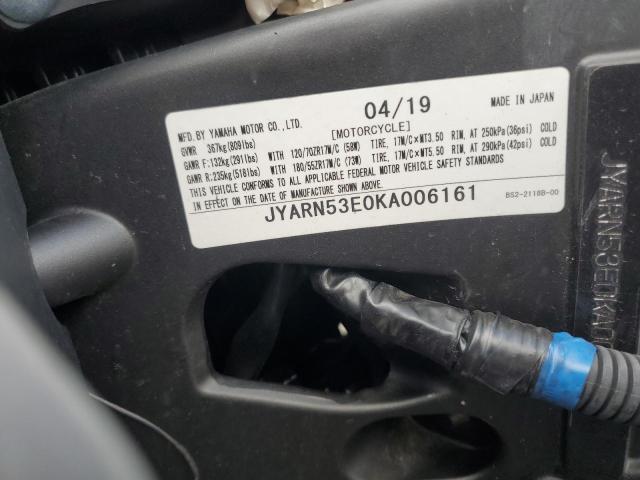 04/19 MADE IN JAPAN
MFD.BY YAMAHA MOTOR CO.,LTD. [MOTORCYCLE]
GVWR 367kg(809lbs)
GAWR F:132kg(291lbs) WITH 120/70ZR17M/C (58W) TIRE, 17M/C×MT3.50 RIM, AT 250kPa(36psi) COLD
GAWR R:235kg(518lbs) WITH 180/55ZR17M/C (73W) TIRE, 17M/C×MT5.50 RIM, AT 290kPa(42psi) COLD
THIS VEHICLE CONFORMS TO ALL APPLICABLE FEDERAL MOTOR VEHICLE SAFETY STANDARDS
IN EFFECT ON THE DATE OF MANUFACTURE SHOWN ABOVE.
JYARN53E0KA006161 BS2-2118B-00
JYARN53E0KA0